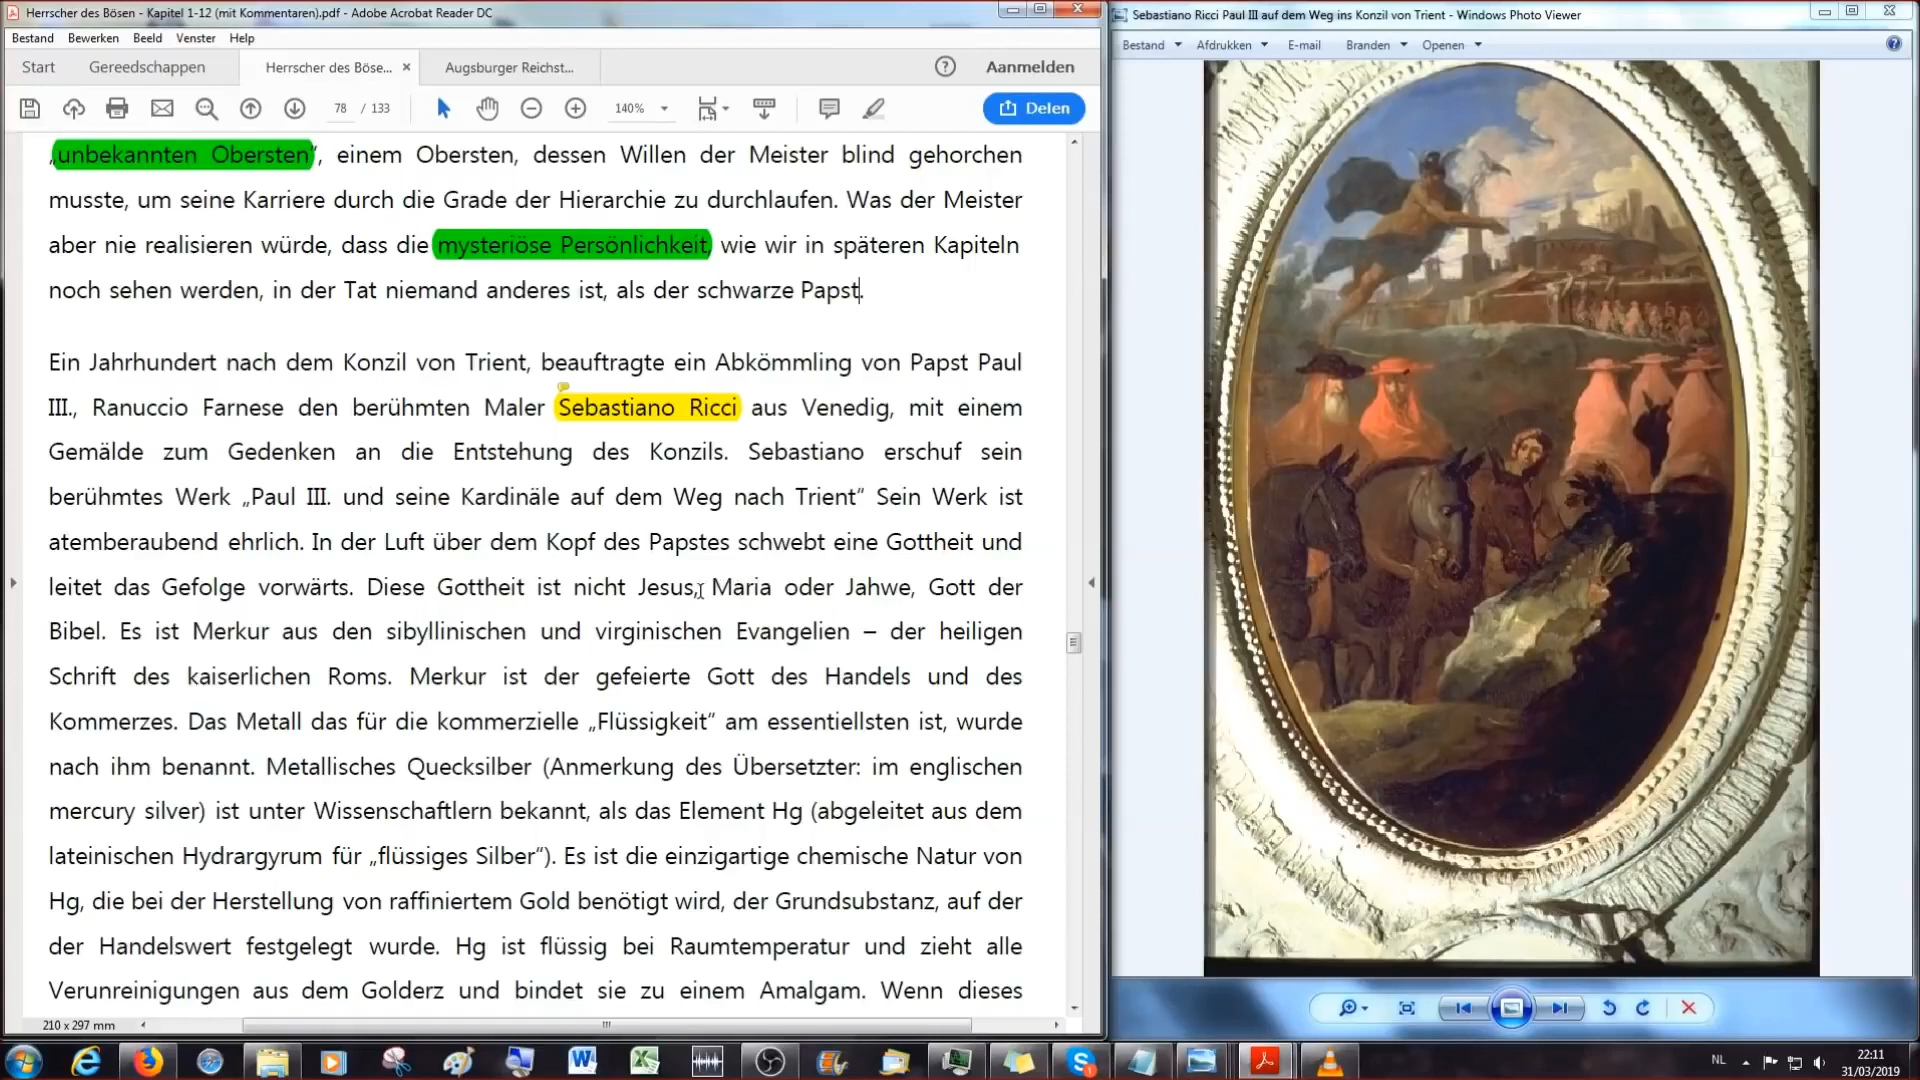 Herrscher des Bösen - Kapitel 1-12 (mit Kommentaren).pdf - Adobe Acrobat Reader DC
Bestand Bewerken Beeld Venster Help
Start Gereedschappen Herrscher des Böse... × Augsburger Reichst... Aanmelden
78 / 133 140% Delen
„unbekannten Obersten“, einem Obersten, dessen Willen der Meister blind gehorchen
musste, um seine Karriere durch die Grade der Hierarchie zu durchlaufen. Was der Meister
aber nie realisieren würde, dass die mysteriöse Persönlichkeit, wie wir in späteren Kapiteln
noch sehen werden, in der Tat niemand anderes ist, als der schwarze Papst.
Ein Jahrhundert nach dem Konzil von Trient, beauftragte ein Abkömmling von Papst Paul
III., Ranuccio Farnese den berühmten Maler Sebastiano Ricci aus Venedig, mit einem
Gemälde zum Gedenken an die Entstehung des Konzils. Sebastiano erschuf sein
berühmtes Werk „Paul III. und seine Kardinäle auf dem Weg nach Trient“ Sein Werk ist
atemberaubend ehrlich. In der Luft über dem Kopf des Papstes schwebt eine Gottheit und
leitet das Gefolge vorwärts. Diese Gottheit ist nicht Jesus, Maria oder Jahwe, Gott der
Bibel. Es ist Merkur aus den sibyllinischen und virginischen Evangelien – der heiligen
Schrift des kaiserlichen Roms. Merkur ist der gefeierte Gott des Handels und des
Kommerzes. Das Metall das für die kommerzielle „Flüssigkeit“ am essentiellsten ist, wurde
nach ihm benannt. Metallisches Quecksilber (Anmerkung des Übersetzter: im englischen
mercury silver) ist unter Wissenschaftlern bekannt, als das Element Hg (abgeleitet aus dem
lateinischen Hydrargyrum für „flüssiges Silber“). Es ist die einzigartige chemische Natur von
Hg, die bei der Herstellung von raffiniertem Gold benötigt wird, der Grundsubstanz, auf der
der Handelswert festgelegt wurde. Hg ist flüssig bei Raumtemperatur und zieht alle
Verunreinigungen aus dem Golderz und bindet sie zu einem Amalgam. Wenn dieses
210 x 297 mm
Sebastiano Ricci Paul III auf dem Weg ins Konzil von Trient - Windows Photo Viewer
Bestand Afdrukken E-mail Branden Openen
NL 22:11
31/03/2019